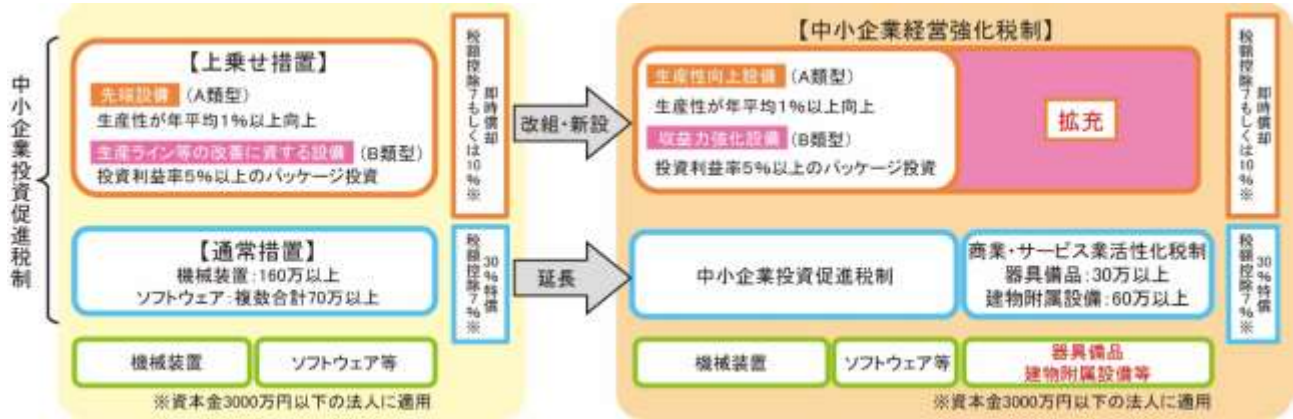 中小企業投資促進税制
【上乗せ措置】
先端設備 (A類型)
生産性が年平均1%以上向上
生産ライン等の改善に資する設備 (B類型)
投資利益率5%以上のパッケージ投資
即時償却
税額控除7もしくは10%※
【通常措置】
機械装置:160万以上
ソフトウェア:複数合計70万以上
30%特償
税額控除7%※
機械装置
ソフトウェア等
※資本金3000万円以下の法人に適用
改組・新設
延長
【中小企業経営強化税制】
生産性向上設備 (A類型)
生産性が年平均1%以上向上
収益力強化設備 (B類型)
投資利益率5%以上のパッケージ投資
拡充
即時償却
税額控除7もしくは10%※
中小企業投資促進税制
商業・サービス業活性化税制
器具備品:30万以上
建物附属設備:60万以上
30%特償
税額控除7%※
機械装置
ソフトウェア等
器具備品
建物附属設備等
※資本金3000万円以下の法人に適用